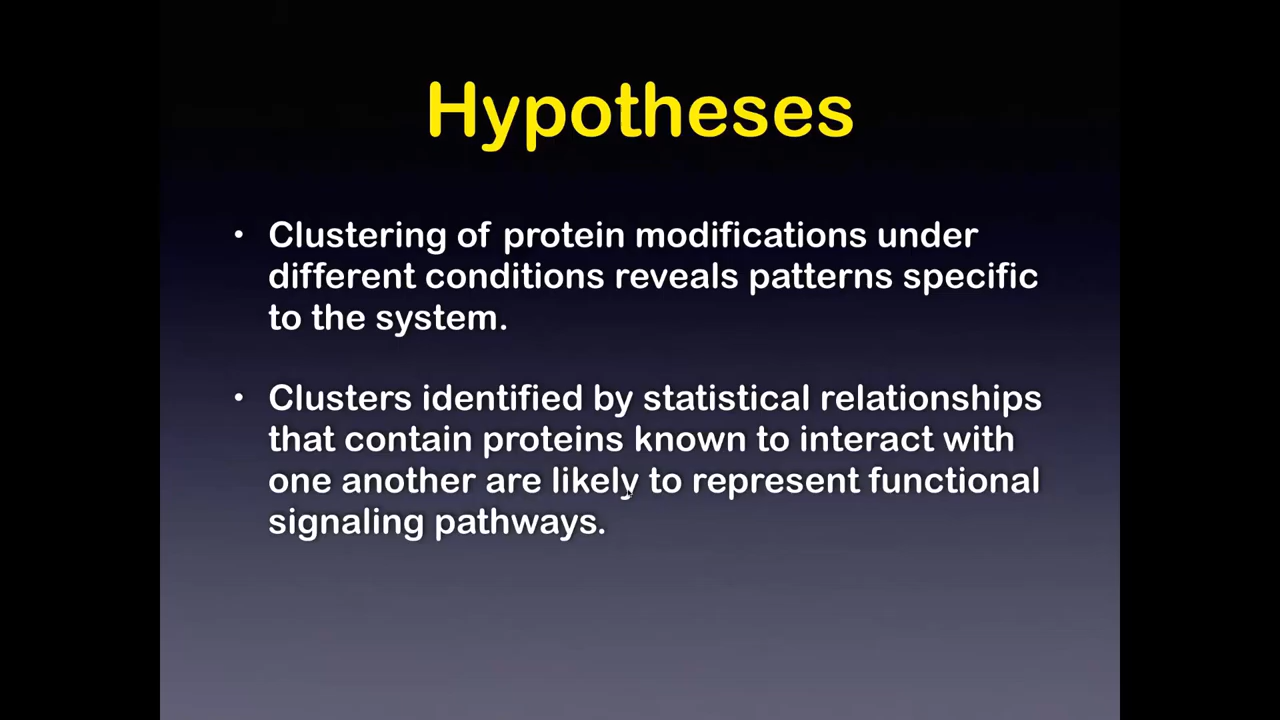 Hypotheses
• Clustering of protein modifications under
different conditions reveals patterns specific
to the system.
• Clusters identified by statistical relationships
that contain proteins known to interact with
one another are likely to represent functional
signaling pathways.